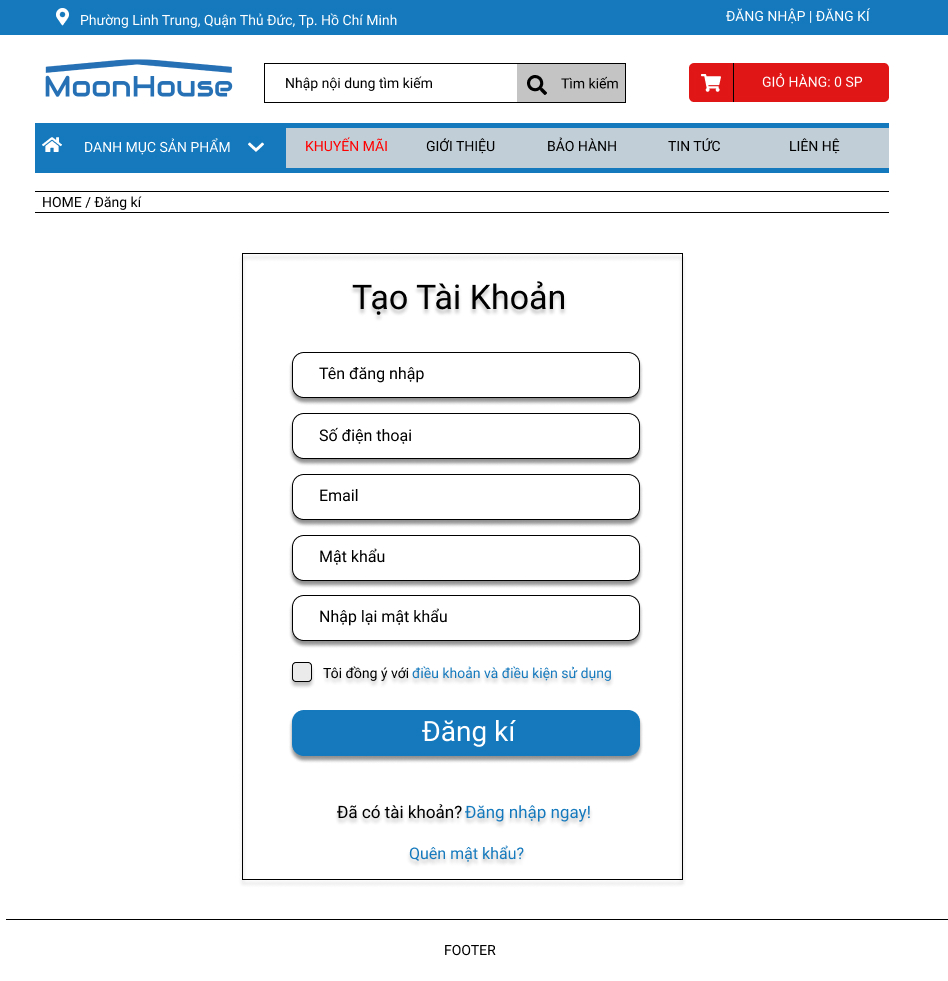 Phường Linh Trung, Quận Thủ Đức, Tp. Hồ Chí Minh
ĐĂNG NHẬP | ĐĂNG KÍ
MoonHouse
Nhập nội dung tìm kiếm
Tìm kiếm
GIỎ HÀNG: 0 SP
DANH MỤC SẢN PHẨM
KHUYẾN MÃI
GIỚI THIỆU
BẢO HÀNH
TIN TỨC
LIÊN HỆ
HOME / Đăng kí
Tạo Tài Khoản
Tên đăng nhập
Số điện thoại
Email
Mật khẩu
Nhập lại mật khẩu
Tôi đồng ý với điều khoản và điều kiện sử dụng
Đăng kí
Đã có tài khoản? Đăng nhập ngay!
Quên mật khẩu?
FOOTER